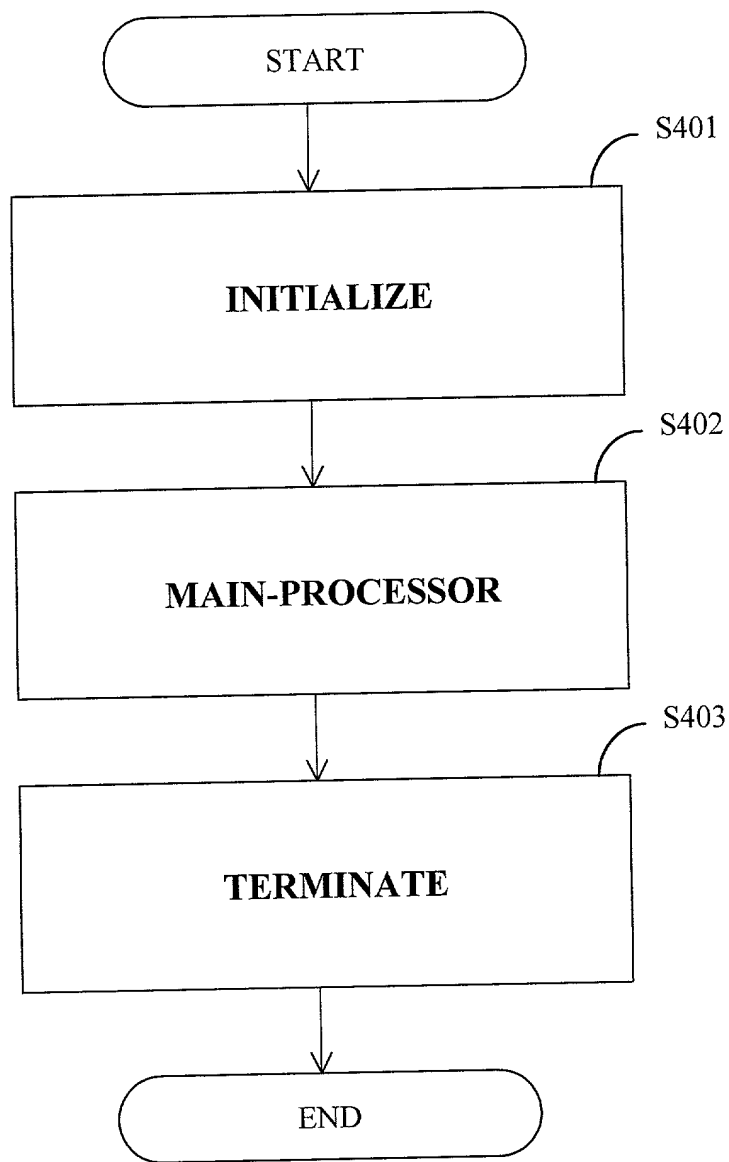 START
S401
INITIALIZE
S402
MAIN-PROCESSOR
S403
TERMINATE
END